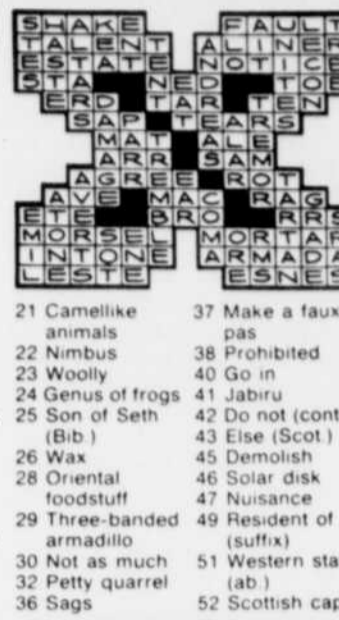 SHAKE FAULT
TALENT ALINER
ESTATE NOTICE
STA NED TOE
ERD TAR TEN
SAP TEARS
MAT ALE
ARR SAM
AGREE ROT
AVE MAC RAG
ETE BRO RRS
MORSEL MORTAR
INTONE ARMADA
LESTE ESNES
21 Camellike
animals
22 Nimbus
23 Woolly
24 Genus of frogs
25 Son of Seth
(Bib.)
26 Wax
28 Oriental
foodstuff
29 Three-banded
armadillo
30 Not as much
32 Petty quarrel
36 Sags
37 Make a faux
pas
38 Prohibited
40 Go in
41 Jabiru
42 Do not (cont
43 Else (Scot.)
45 Demolish
46 Solar disk
47 Nuisance
49 Resident of
(suffix)
51 Western sta
(ab.)
52 Scottish cap